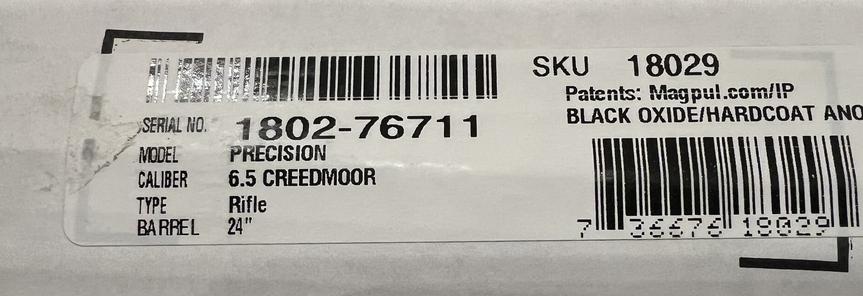 SKU 18029
Patents: Magpul.com/IP
BLACK OXIDE/HARDCOAT ANO
SERIAL NO. 1802-76711
MODEL PRECISION
CALIBER 6.5 CREEDMOOR
TYPE Rifle
BARREL 24"
7 36676 18029